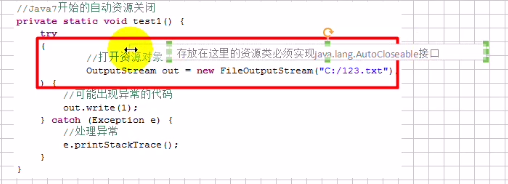 //Java7开始的自动资源关闭
private static void test1() {
try
(
//打开资源对象
存放在这里的资源类必须实现java.lang.AutoCloseable接口
OutputStream out = new FileOutputStream("C:/123.txt")
) {
//可能出现异常的代码
out.write(1);
} catch (Exception e) {
//处理异常
e.printStackTrace();
}
}